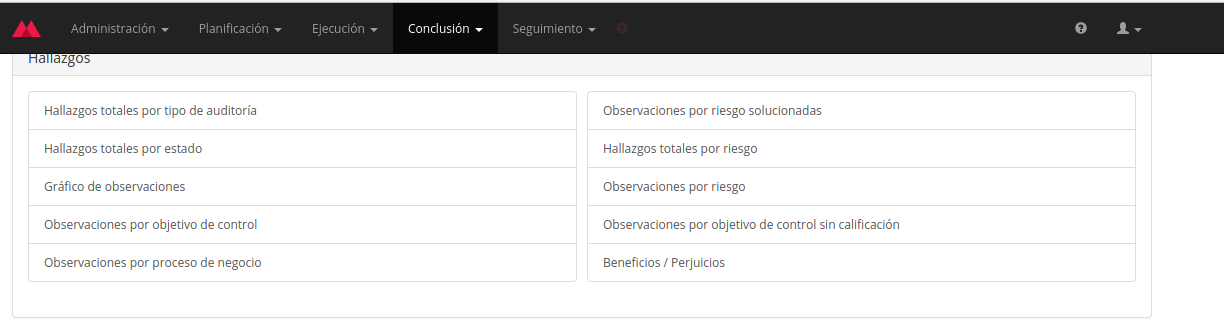 Administración Planificación Ejecución Conclusión Seguimiento
Hallazgos
Hallazgos totales por tipo de auditoría
Hallazgos totales por estado
Gráfico de observaciones
Observaciones por objetivo de control
Observaciones por proceso de negocio
Observaciones por riesgo solucionadas
Hallazgos totales por riesgo
Observaciones por riesgo
Observaciones por objetivo de control sin calificación
Beneficios / Perjuicios